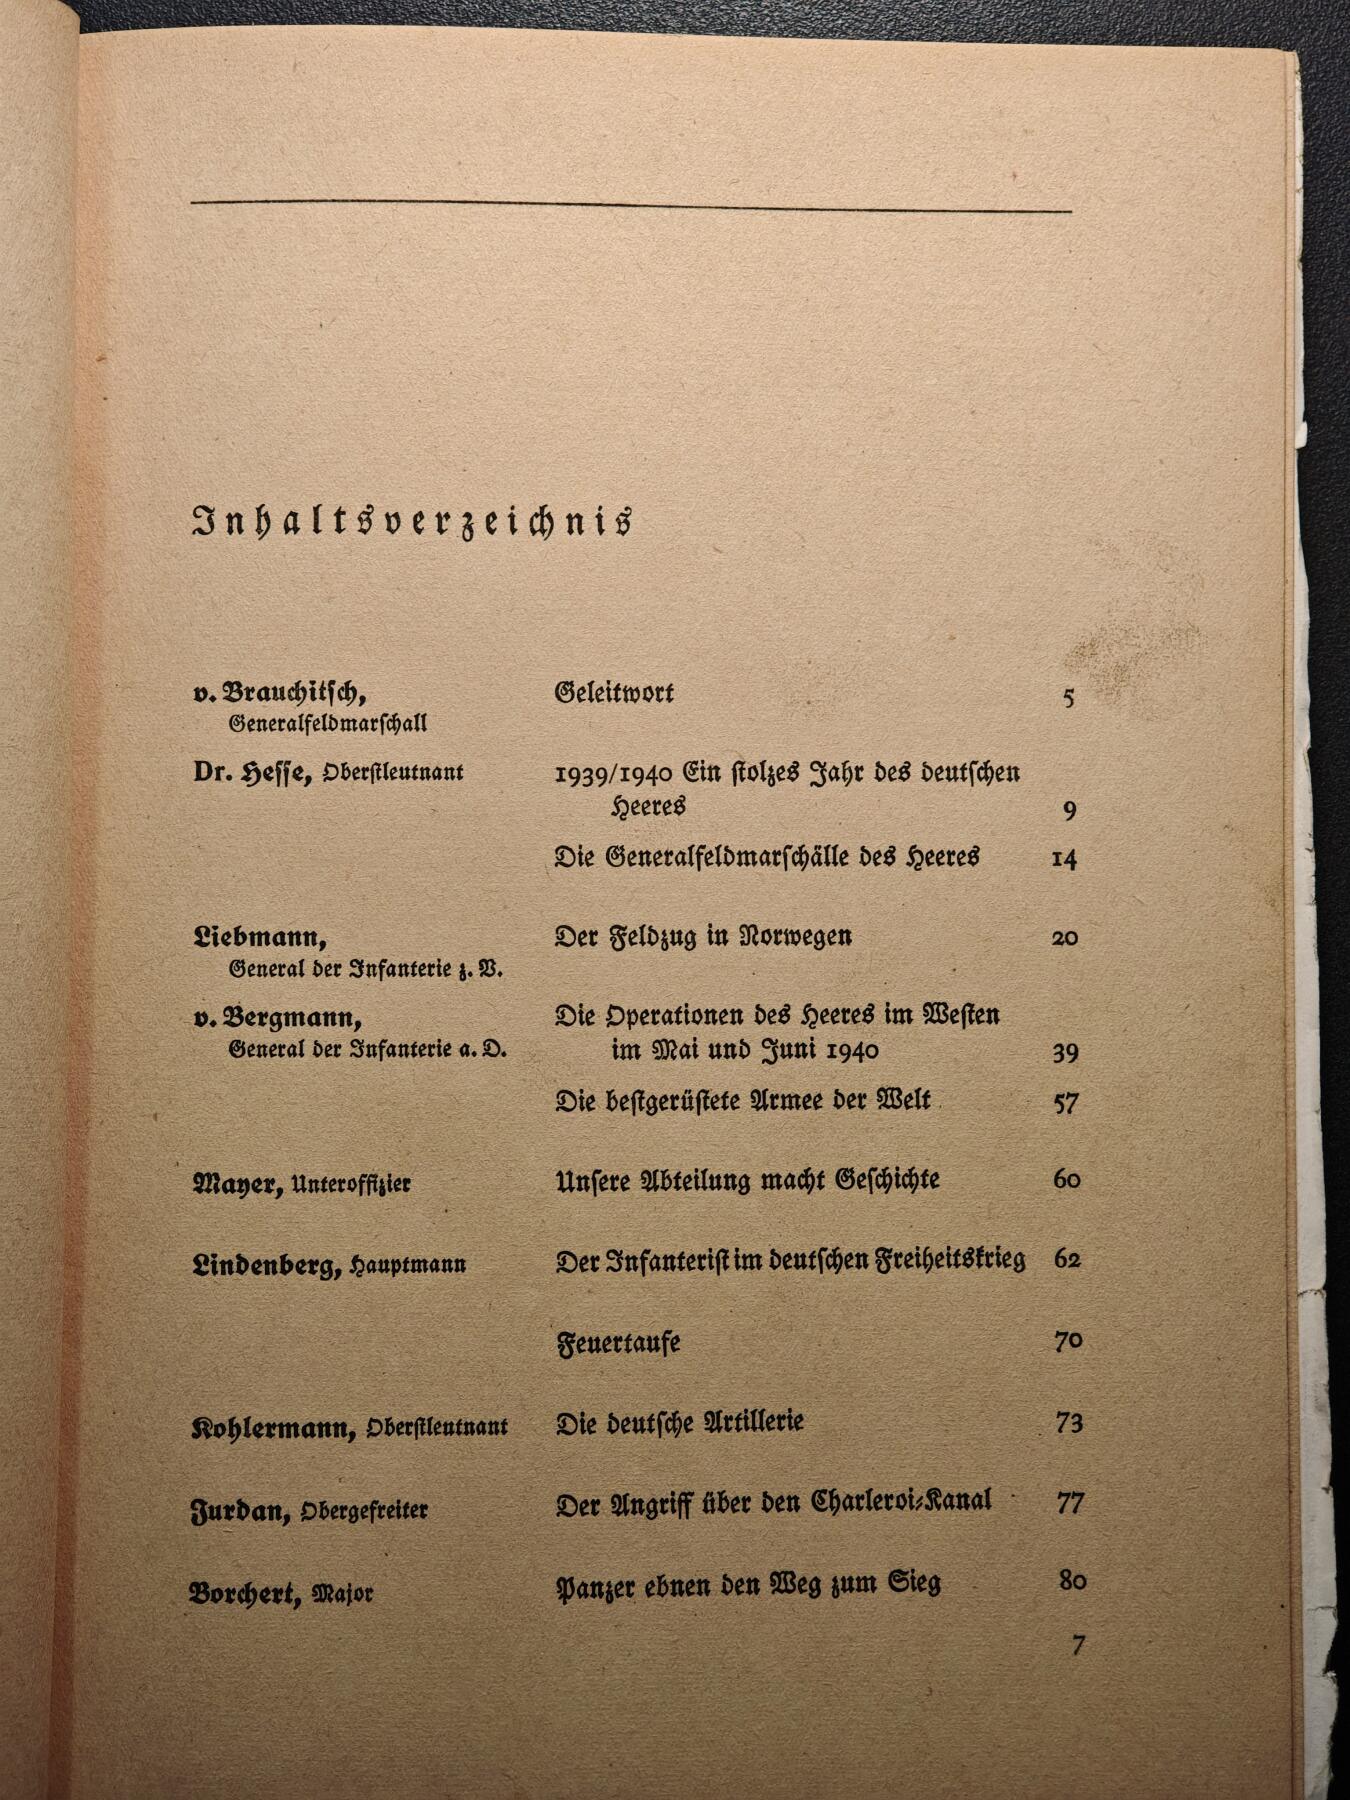 Inhaltsverzeichnis
v. Brauchitsch, Geleitwort 5
Generalfeldmarschall
Dr. Hesse, Oberstleutnant 1939/1940 Ein stolzes Jahr des deutschen
Heeres 9
Die Generalfeldmarschälle des Heeres 14
Liebmann, Der Feldzug in Norwegen 20
General der Infanterie z. V.
v. Bergmann, Die Operationen des Heeres im Westen
General der Infanterie a. D. im Mai und Juni 1940 39
Die bestgerüstete Armee der Welt 57
Mayer, Unteroffizier Unsere Abteilung macht Geschichte 60
Lindenberg, Hauptmann Der Infanterist im deutschen Freiheitskrieg 62
Feuertaufe 70
Kohlermann, Oberstleutnant Die deutsche Artillerie 73
Jurdan, Obergefreiter Der Angriff über den Charleroi-Kanal 77
Borchert, Major Panzer ebnen den Weg zum Sieg 80
7